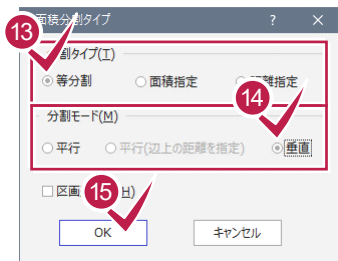 13
面積分割タイプ ? ×
割タイプ(T)
等分割 面積指定 距離指定
14
分割モード(M)
平行 平行(辺上の距離を指定) 垂直
区画 H)
15
OK キャンセル